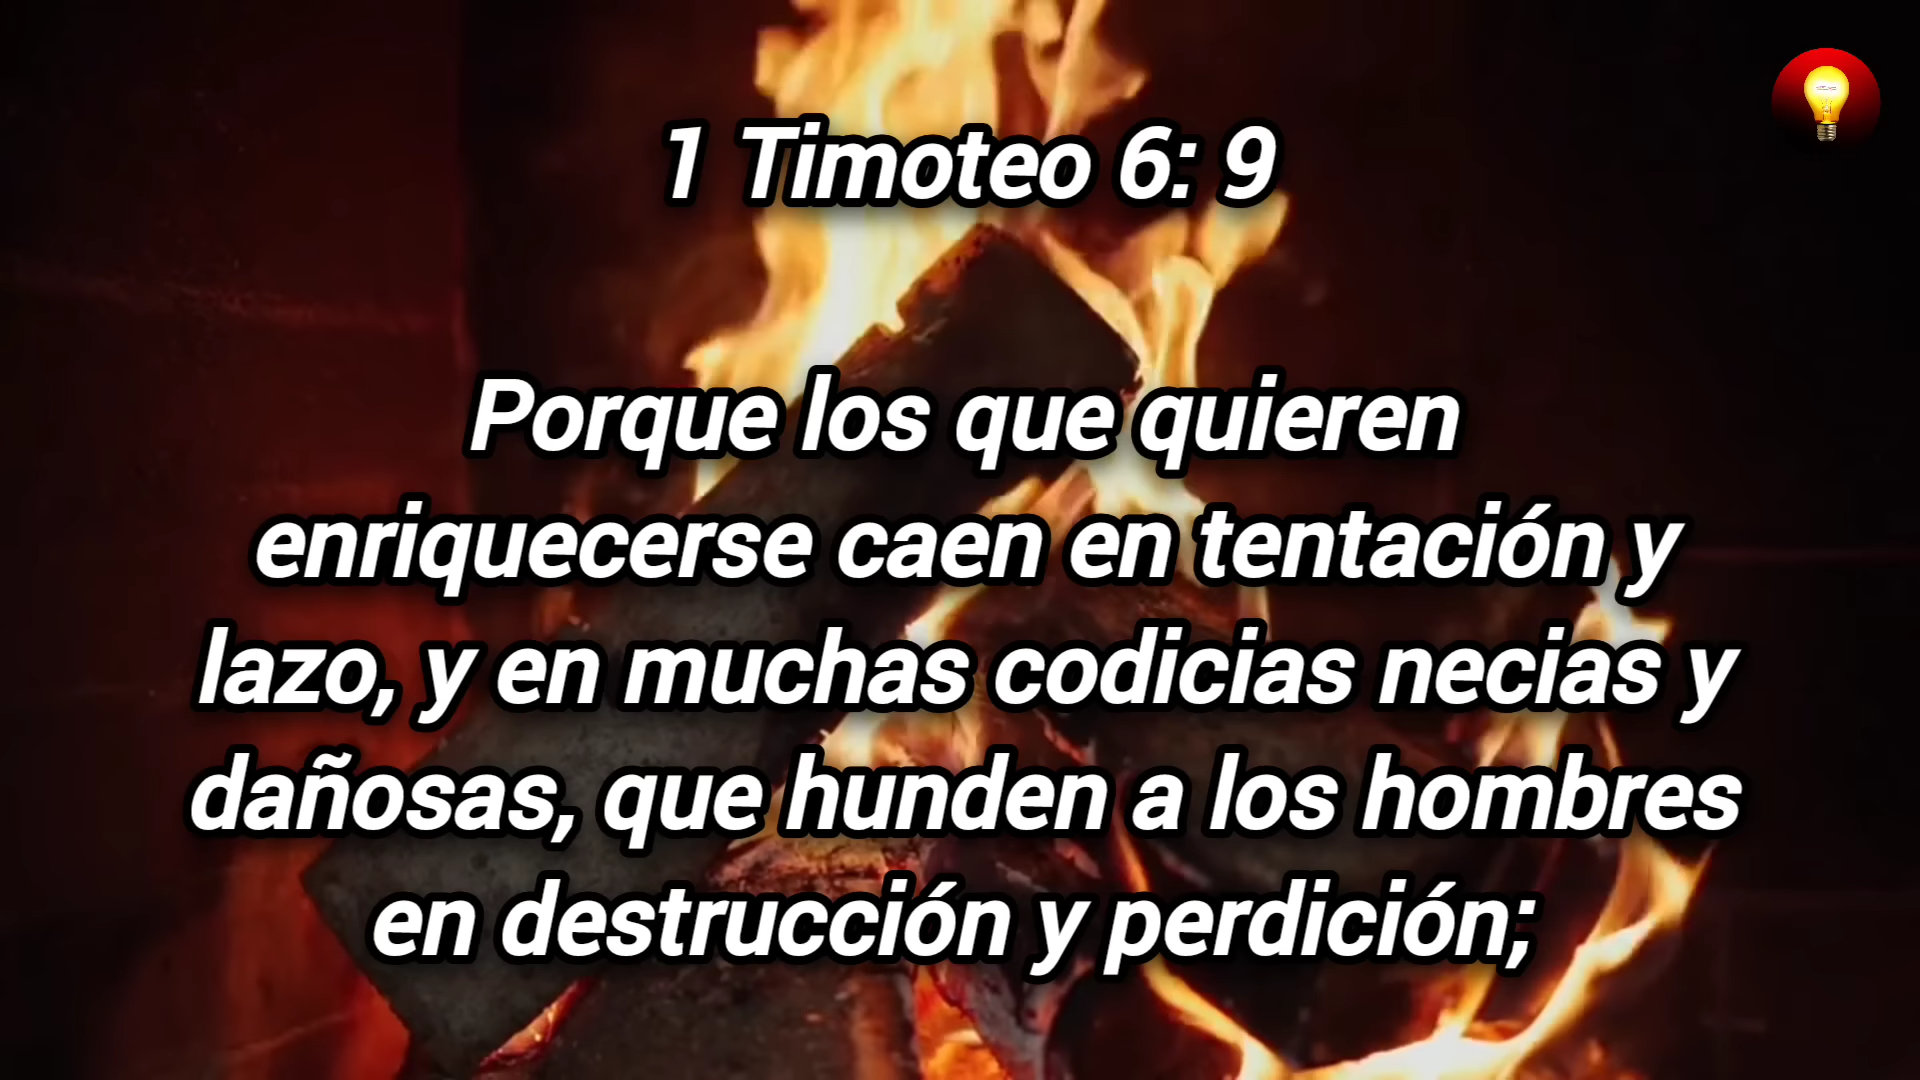 1 Timoteo 6: 9
Porque los que quieren
enriquecerse caen en tentación y
lazo, y en muchas codicias necias y
dañosas, que hunden a los hombres
en destrucción y perdición;